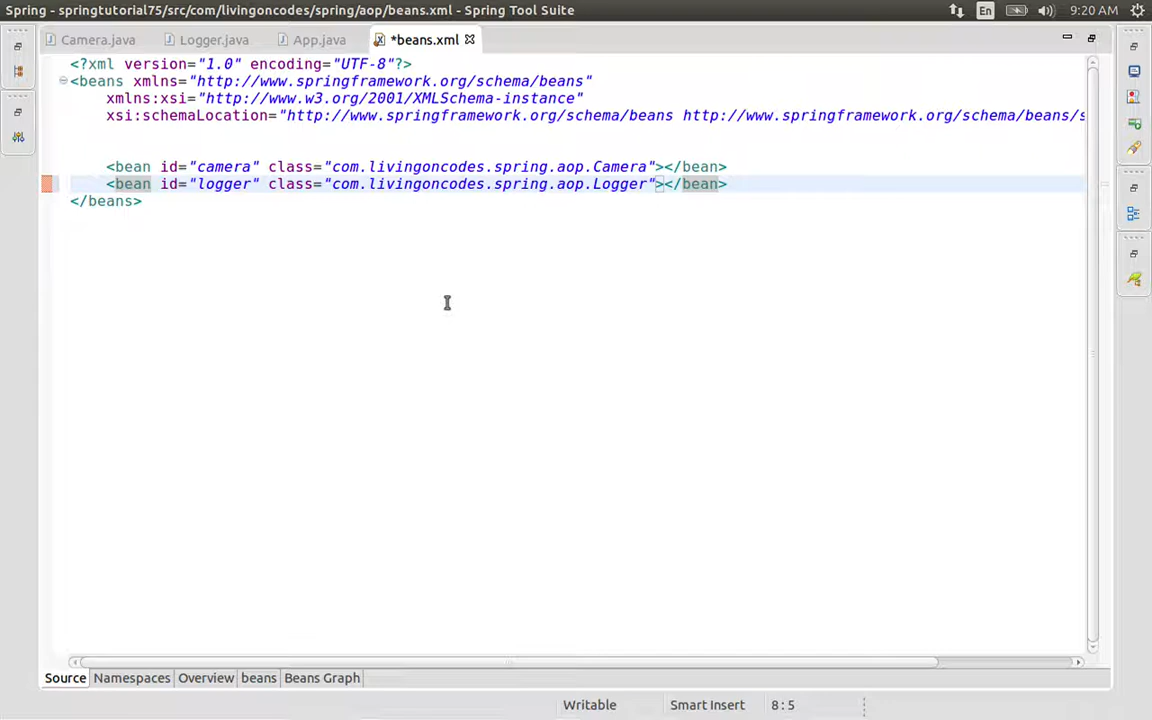 Spring - springtutorial75/src/com/livingoncodes/spring/aop/beans.xml - Spring Tool Suite
En
9:20 AM
Camera.java
Logger.java
App.java
*beans.xml
<?xml version="1.0" encoding="UTF-8"?>
<beans xmlns="http://www.springframework.org/schema/beans"
xmlns:xsi="http://www.w3.org/2001/XMLSchema-instance"
xsi:schemaLocation="http://www.springframework.org/schema/beans http://www.springframework.org/schema/beans/s
<bean id="camera" class="com.livingoncodes.spring.aop.Camera"></bean>
<bean id="logger" class="com.livingoncodes.spring.aop.Logger"></bean>
</beans>
Source
Namespaces
Overview
beans
Beans Graph
Writable
Smart Insert
8:5